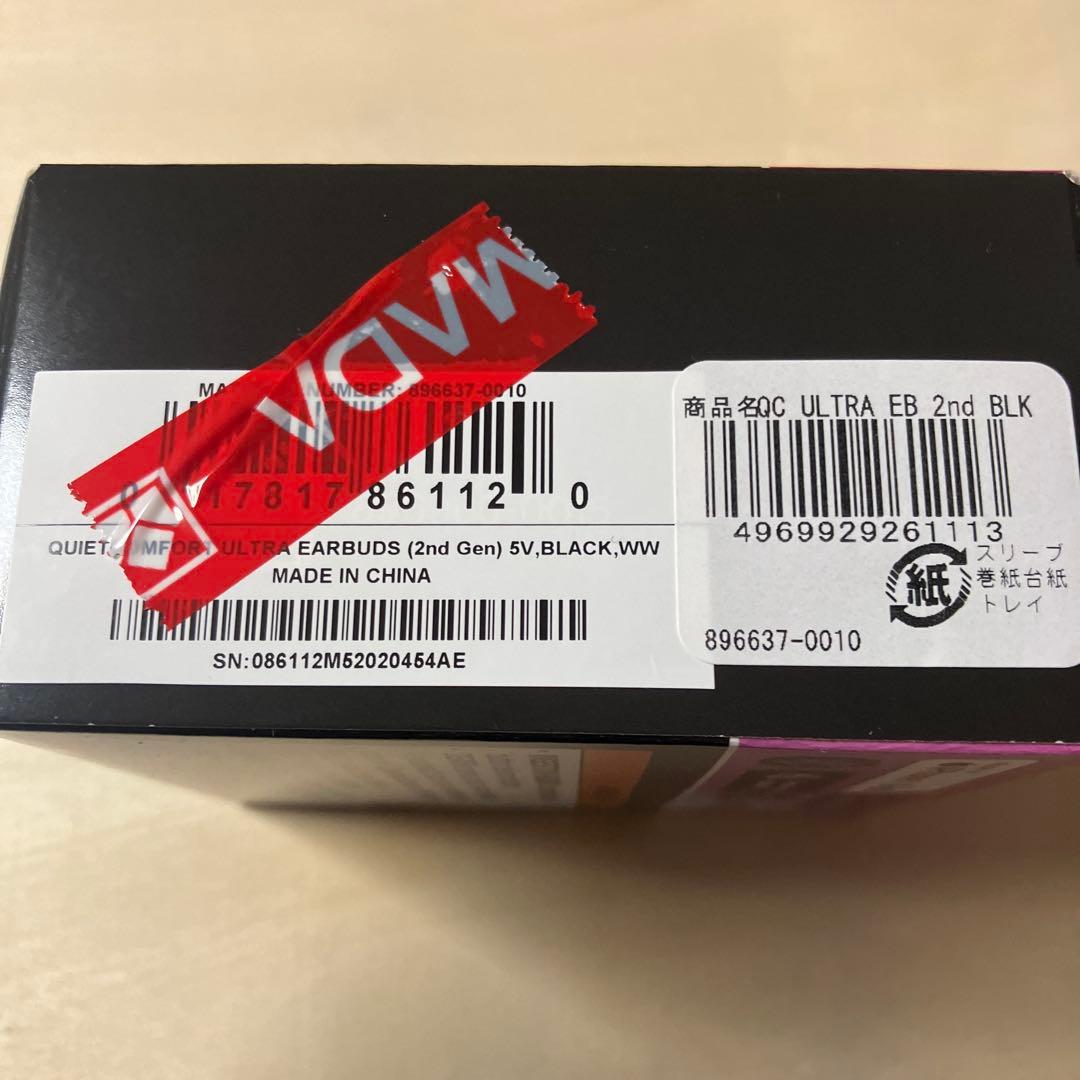 NUMBER: 896637-0010
17817 86112 0
ULTRA EARBUDS (2nd Gen) 5V,BLACK,WW
MADE IN CHINA
SN:086112M52020454AE
商品名QC ULTRA EB 2nd BLK
4969929261113
紙
スリーブ
巻紙台紙
トレイ
896637-0010